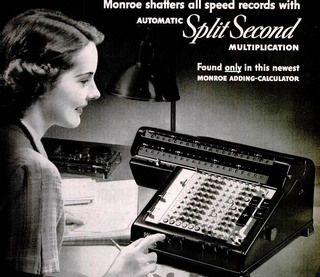 Monroe shatters all speed records with
AUTOMATIC Split Second
MULTIPLICATION
Found only in this newest
MONROE ADDING-CALCULATOR